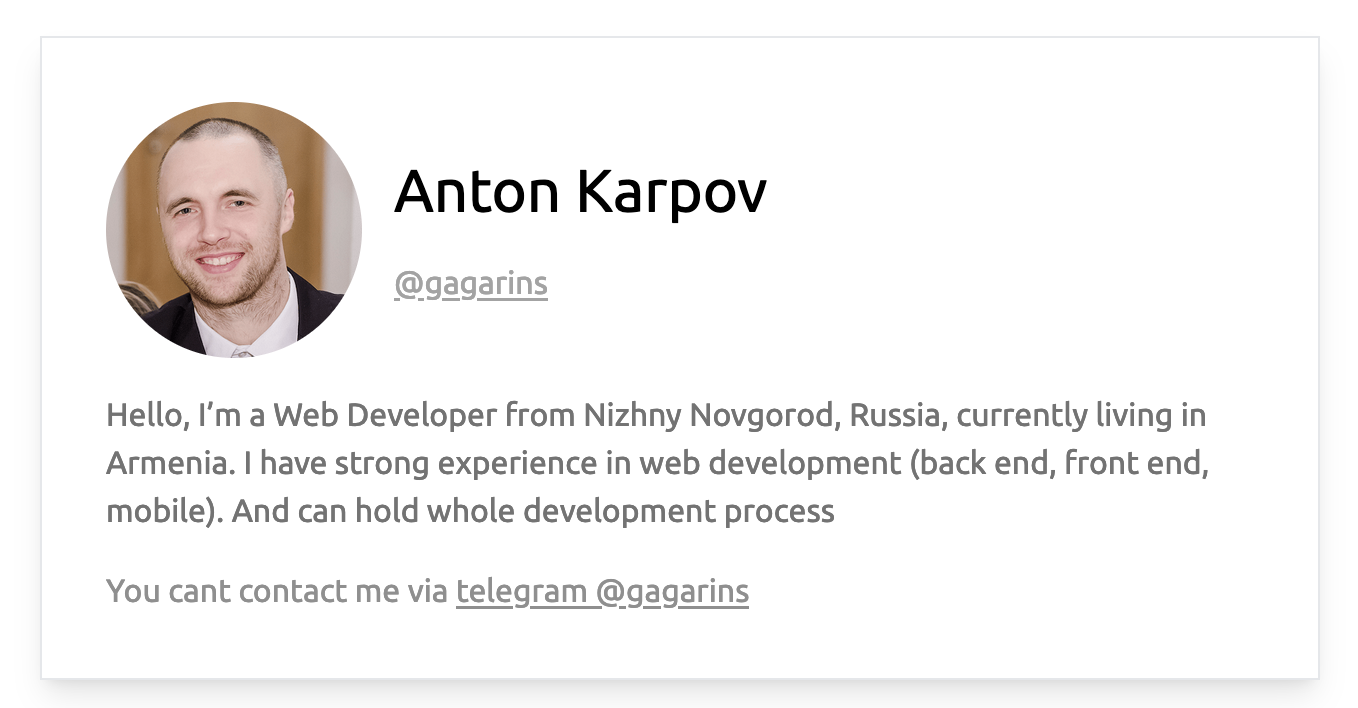 Anton Karpov
@gagarins
Hello, I’m a Web Developer from Nizhny Novgorod, Russia, currently living in
Armenia. I have strong experience in web development (back end, front end,
mobile). And can hold whole development process
You cant contact me via telegram @gagarins